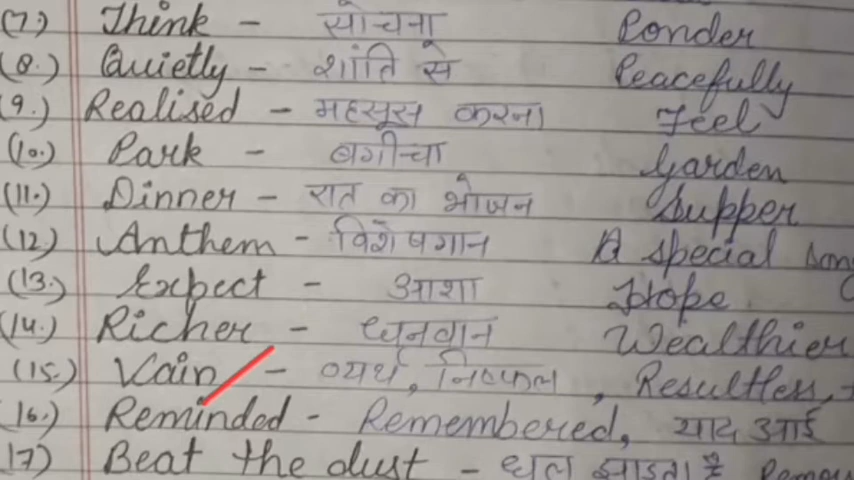 (7.) Think - सोचना Ponder
(8.) Quietly - शांति से Peacefully
9.) Realised - महसूस करना Feel
(10.) Park - बगीचा Garden
(11.) Dinner - रात का भोजन Supper
(12.) Anthem - विशेषगान A special Song
(13.) Expect - आशा Hope
(14.) Richer - धनवान Wealthier
(15.) Vain - व्यर्थ, निष्फल, Resultless,
16.) Reminded - Remembered, याद आई
17) Beat the dust - धूल झाड़ता है